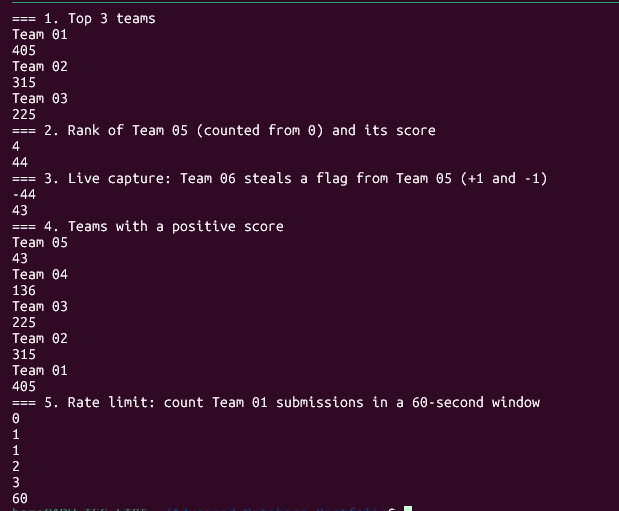 === 1. Top 3 teams
Team 01
405
Team 02
315
Team 03
225
=== 2. Rank of Team 05 (counted from 0) and its score
4
44
=== 3. Live capture: Team 06 steals a flag from Team 05 (+1 and -1)
-44
43
=== 4. Teams with a positive score
Team 05
43
Team 04
136
Team 03
225
Team 02
315
Team 01
405
=== 5. Rate limit: count Team 01 submissions in a 60-second window
0
1
1
2
3
60